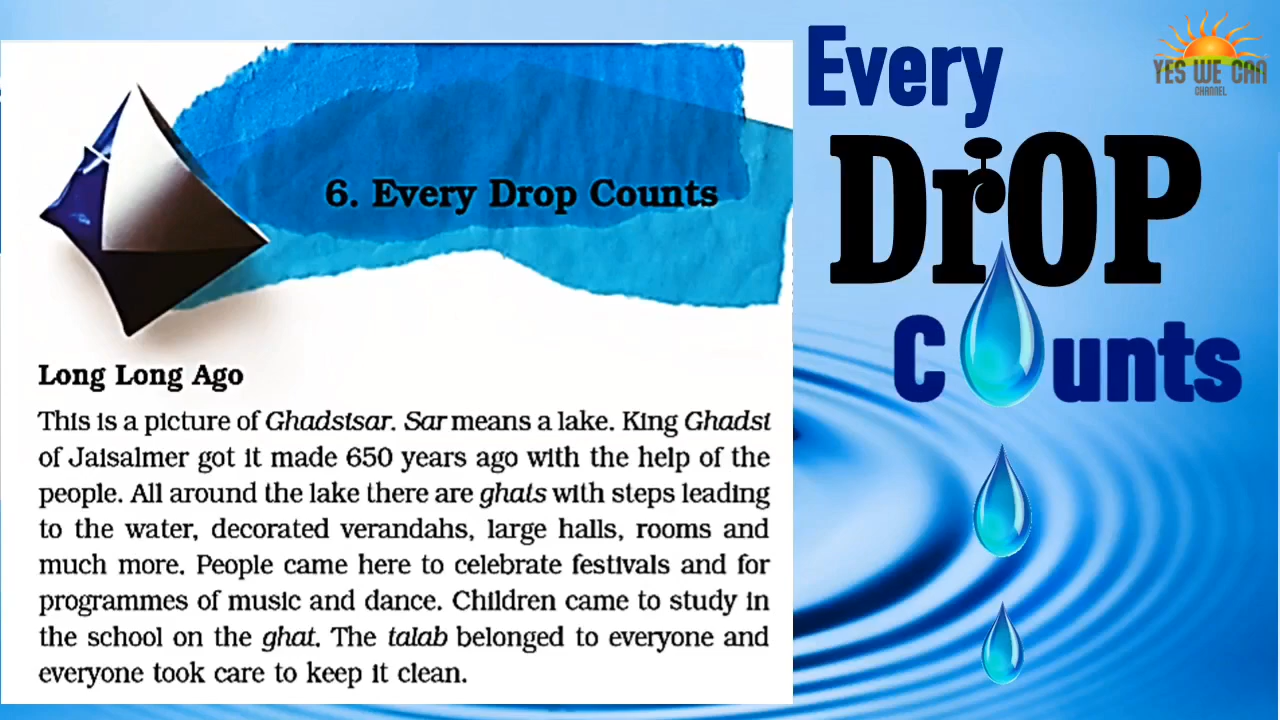 6. Every Drop Counts
Long Long Ago
This is a picture of Ghadsisar. Sar means a lake. King Ghadsi
of Jaisalmer got it made 650 years ago with the help of the
people. All around the lake there are ghats with steps leading
to the water, decorated verandahs, large halls, rooms and
much more. People came here to celebrate festivals and for
programmes of music and dance. Children came to study in
the school on the ghat. The talab belonged to everyone and
everyone took care to keep it clean.
Every
DrOP
C unts
YES WE CAN
CHANNEL